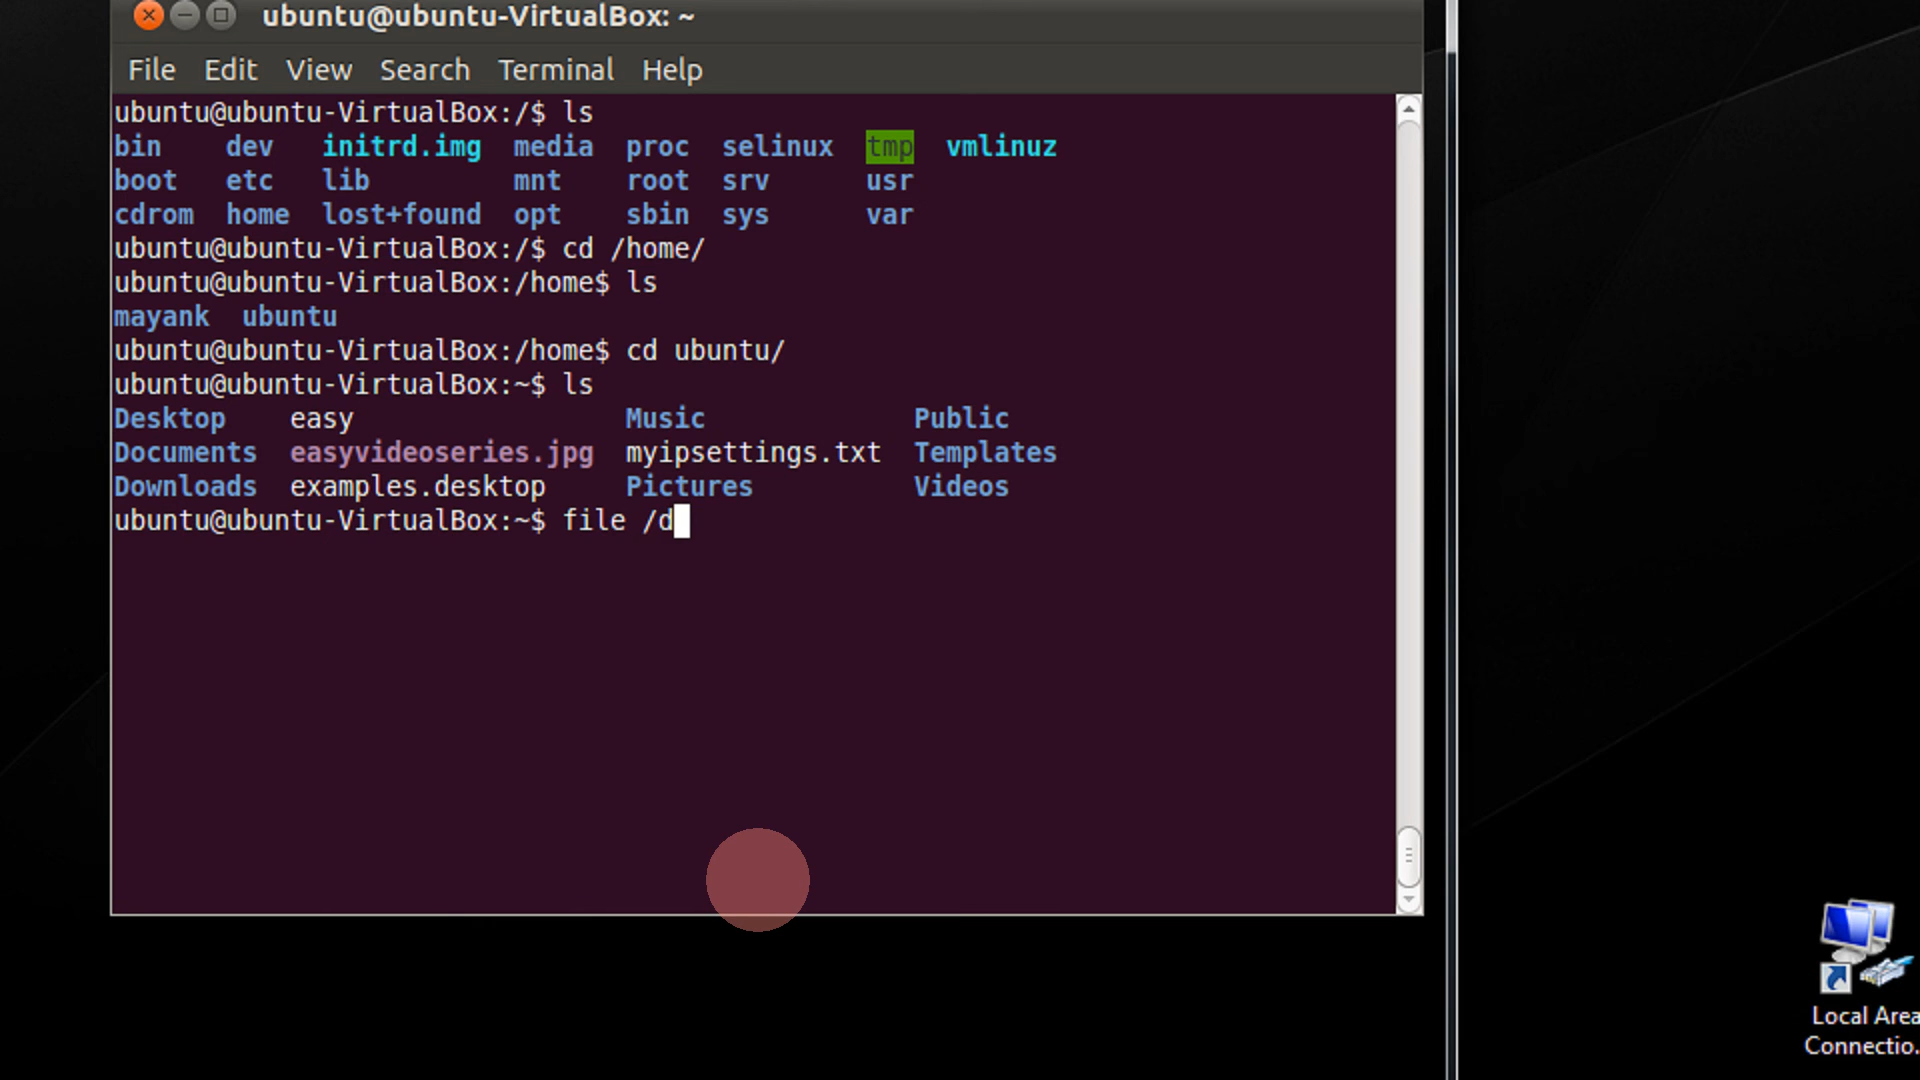 ubuntu@ubuntu-VirtualBox: ~
File Edit View Search Terminal Help
ubuntu@ubuntu-VirtualBox:/$ ls
bin dev initrd.img media proc selinux tmp vmlinuz
boot etc lib mnt root srv usr
cdrom home lost+found opt sbin sys var
ubuntu@ubuntu-VirtualBox:/$ cd /home/
ubuntu@ubuntu-VirtualBox:/home$ ls
mayank ubuntu
ubuntu@ubuntu-VirtualBox:/home$ cd ubuntu/
ubuntu@ubuntu-VirtualBox:~$ ls
Desktop easy Music Public
Documents easyvideoseries.jpg myipsettings.txt Templates
Downloads examples.desktop Pictures Videos
ubuntu@ubuntu-VirtualBox:~$ file /d
Local Area
Connectio..